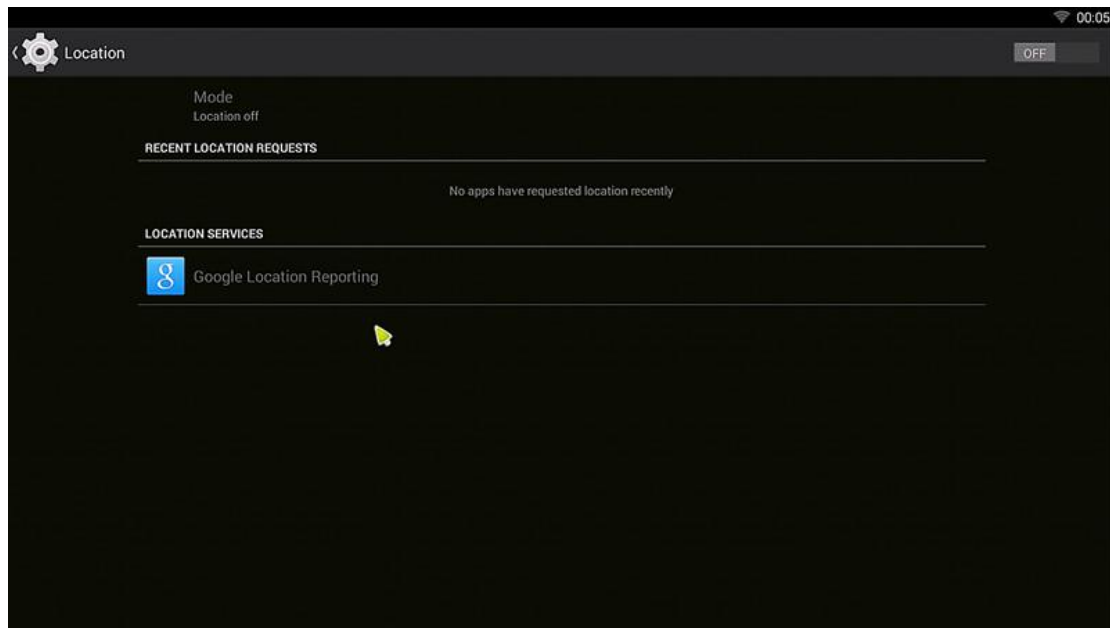 00:05
Location
OFF
Mode
Location off
RECENT LOCATION REQUESTS
No apps have requested location recently
LOCATION SERVICES
g
Google Location Reporting